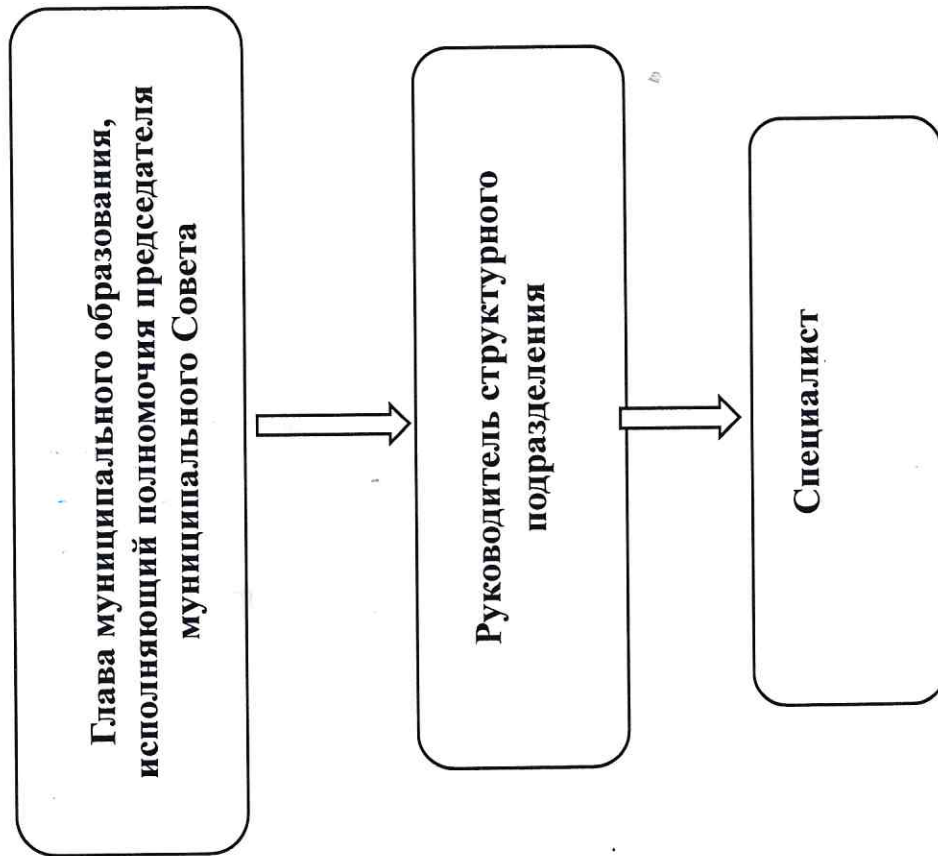 Глава муниципального образования,
исполняющий полномочия председателя
муниципального Совета
Руководитель структурного
подразделения
Специалист